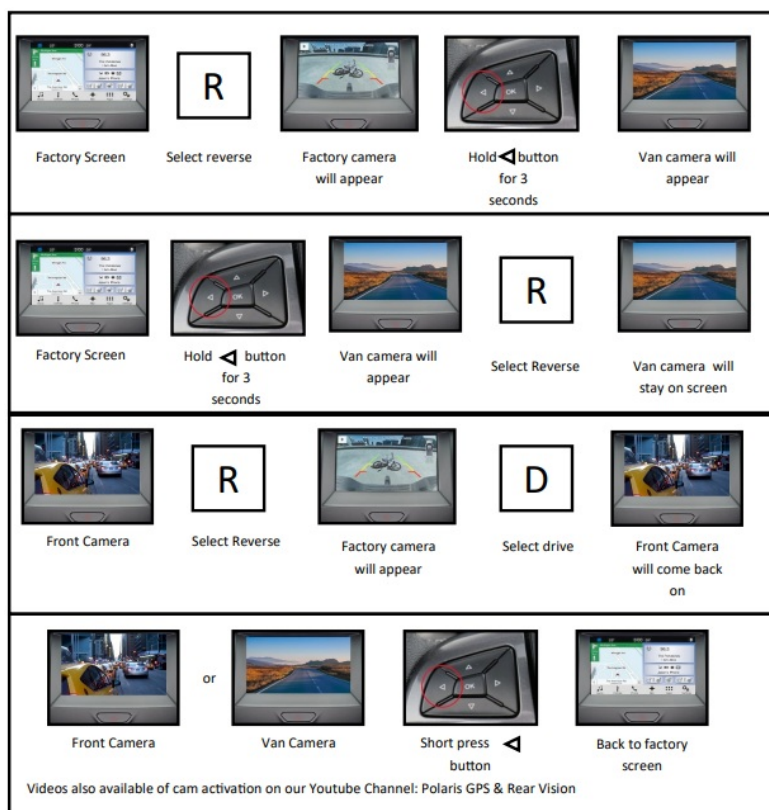 R
Factory Screen
Select reverse
Factory camera
will appear
Hold ◁ button
for 3
seconds
Van camera will
appear
OK
OK
R
Factory Screen
Hold ◁ button
for 3
seconds
Van camera will
appear
Select Reverse
Van camera will
stay on screen
R
D
Front Camera
Select Reverse
Factory camera
will appear
Select drive
Front Camera
will come back
on
or
OK
Front Camera
Van Camera
Short press ◁
button
Back to factory
screen
Videos also available of cam activation on our Youtube Channel: Polaris GPS & Rear Vision